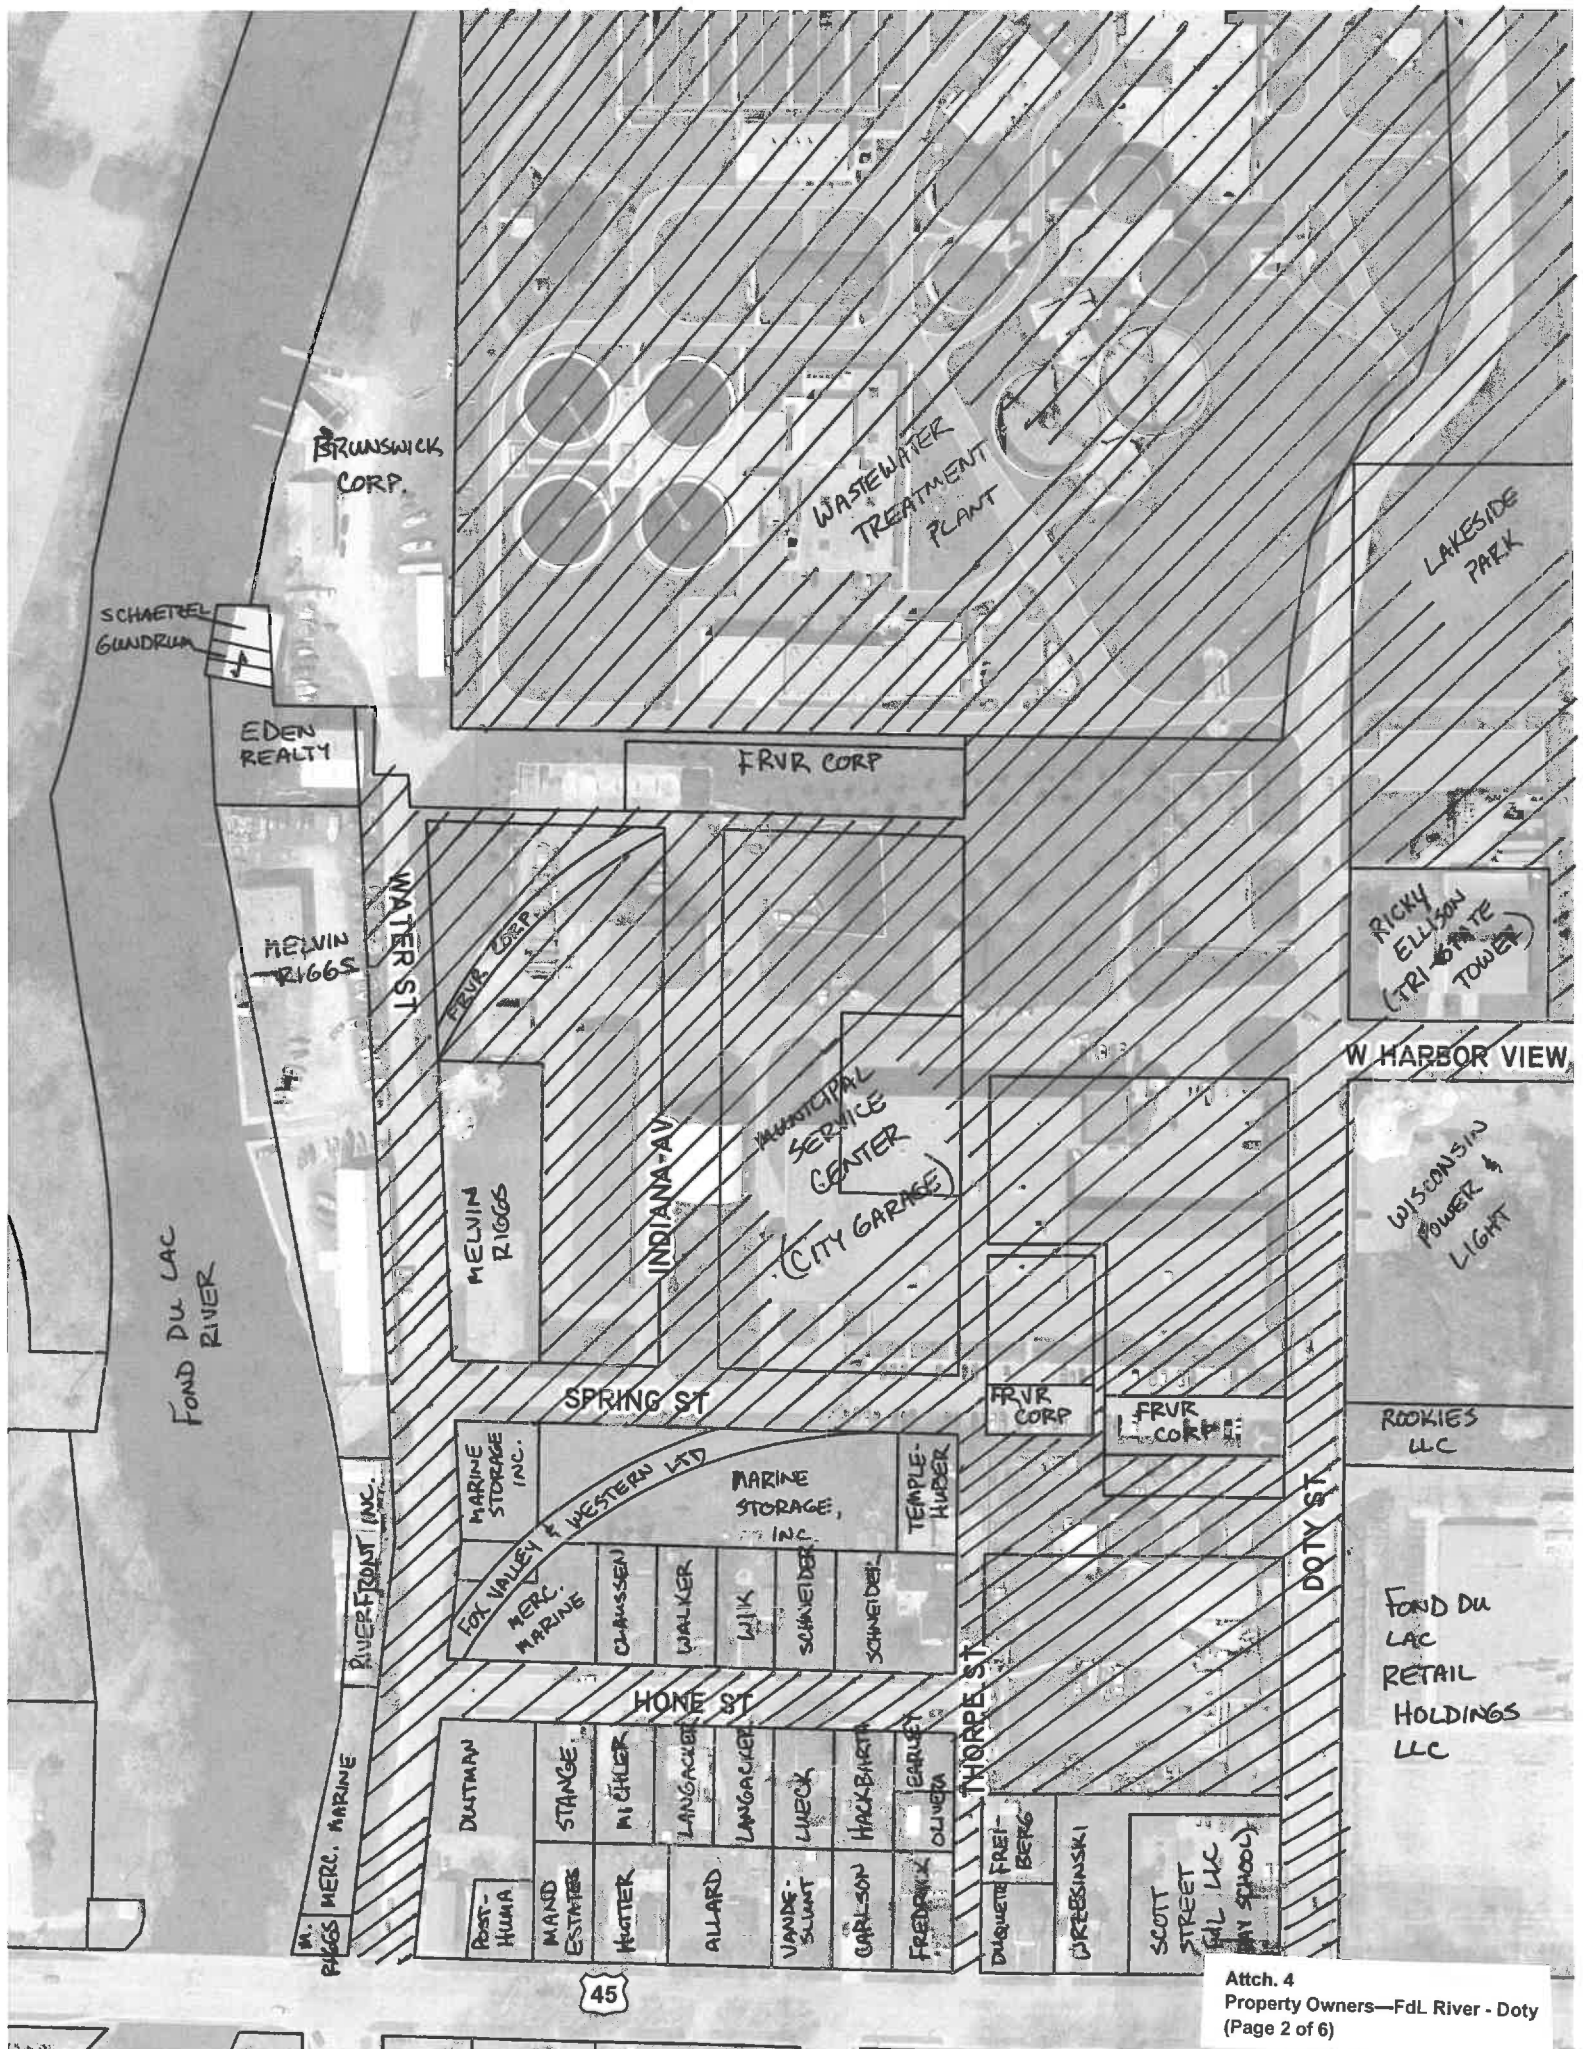 BRUNSWICK
CORP.
WASTEWATER
TREATMENT
PLANT
LAKESIDE
PARK
SCHAETZEL
GUNDRUM
EDEN
REALTY
FRVR CORP
WATER ST
MELVIN
RIGGS
FRVR CORP.
RICKY
ELLISON
(TRI-STATE
TOWER)
W HARBOR VIEW
MUNICIPAL
SERVICE
CENTER
(CITY GARAGE)
INDIANA AV
MELVIN
RIGGS
WISCONSIN
POWER &
LIGHT
FOND DU LAC
RIVER
SPRING ST
FRVR
CORP
FRVR
CORP
ROOKIES
LLC
MARINE
STORAGE
INC.
FOX VALLEY & WESTERN LTD
MARINE
STORAGE,
INC
TEMPLE-
HUBER
DOTY ST
RIVERFRONT INC.
MERC.
MARINE
CLAUSSEN
WALKER
WIK
SCHNEIDER
SCHNEIDER
FOND DU
LAC
RETAIL
HOLDINGS
LLC
HONE ST
THORPE ST
MERC. MARINE
DUITMAN
STANGE
MICHLER
LANGACKER
LANGACKER
LUECK
HACKBARTH
EARLEY
OLIVERA
M.
RIGGS
POST-
HUMA
MAND
ESTATES
HUTTER
ALLARD
VANDE-
SLUNT
CARLSON
FREDRICK
DUQUETTE
FREI-
BERG
SCOTT
STREET
FDL LLC
(DAY SCHOOL)
45
Attch. 4
Property Owners—FdL River - Doty
(Page 2 of 6)